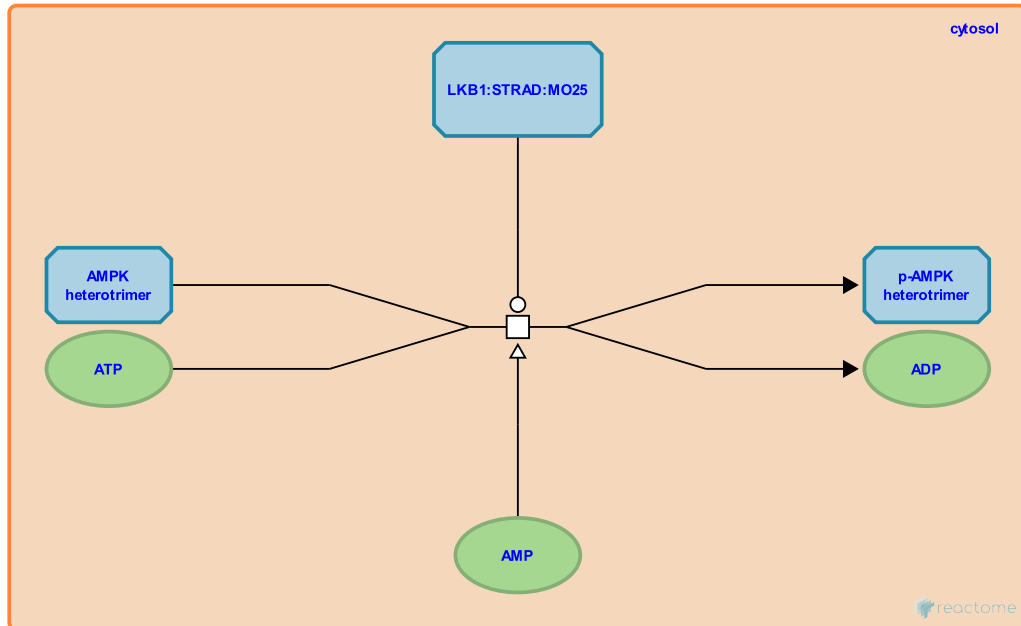 cytosol
LKB1:STRAD:MO25
AMPK
heterotrimer
p-AMPK
heterotrimer
ATP
ADP
AMP
reactome